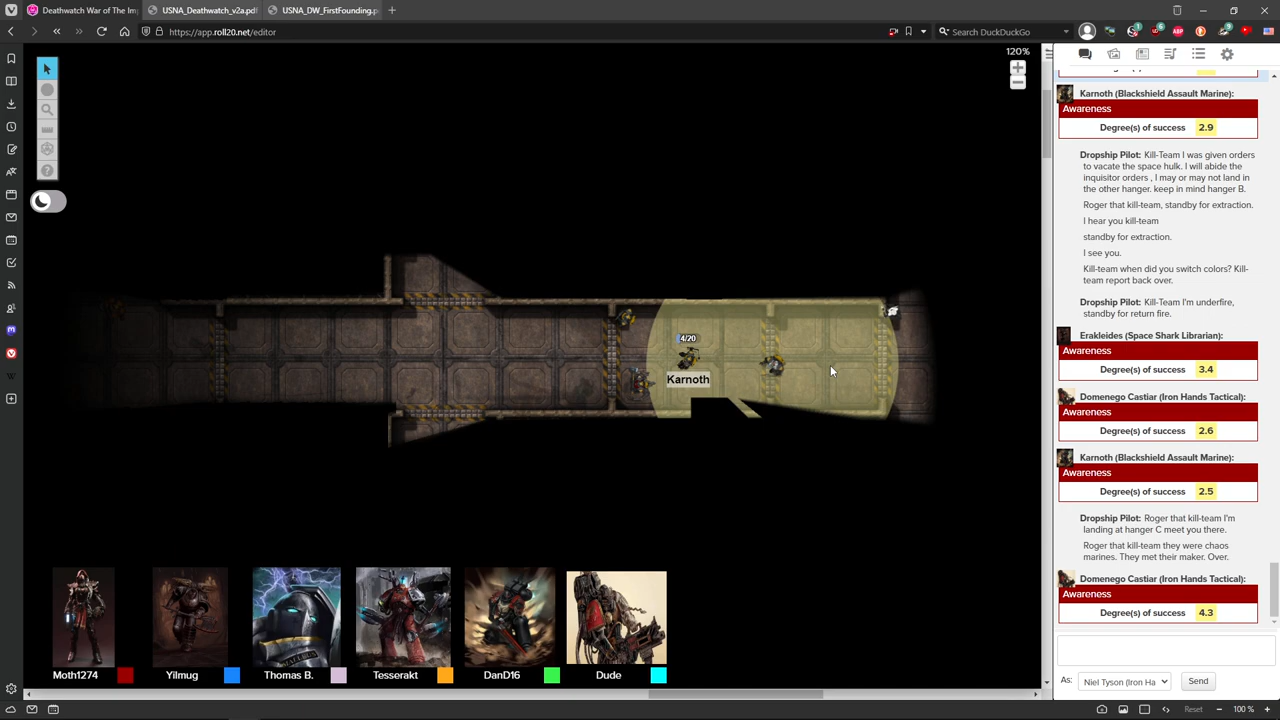 Deathwatch War of The Im
USNA_Deathwatch_v2a.pdf
USNA_DW_FirstFounding.p
https://app.roll20.net/editor
Search DuckDuckGo
120%
4/20
Karnoth
Moth1274
Yilmug
Thomas B.
Tesserakt
DanD16
Dude
Karnoth (Blackshield Assault Marine):
Awareness
Degree(s) of success 2.9
Dropship Pilot: Kill-Team I was given orders
to vacate the space hulk. I will abide the
inquisitor orders , I may or may not land in
the other hanger. keep in mind hanger B.
Roger that kill-team, standby for extraction.
I hear you kill-team
standby for extraction.
I see you.
Kill-team when did you switch colors? Kill-
team report back over.
Dropship Pilot: Kill-Team I'm underfire,
standby for return fire.
Erakleides (Space Shark Librarian):
Awareness
Degree(s) of success 3.4
Domenego Castiar (Iron Hands Tactical):
Awareness
Degree(s) of success 2.6
Karnoth (Blackshield Assault Marine):
Awareness
Degree(s) of success 2.5
Dropship Pilot: Roger that kill-team I'm
landing at hanger C meet you there.
Roger that kill-team they were chaos
marines. They met their maker. Over.
Domenego Castiar (Iron Hands Tactical):
Awareness
Degree(s) of success 4.3
As: Niel Tyson (Iron Ha
Send
Reset 100 %